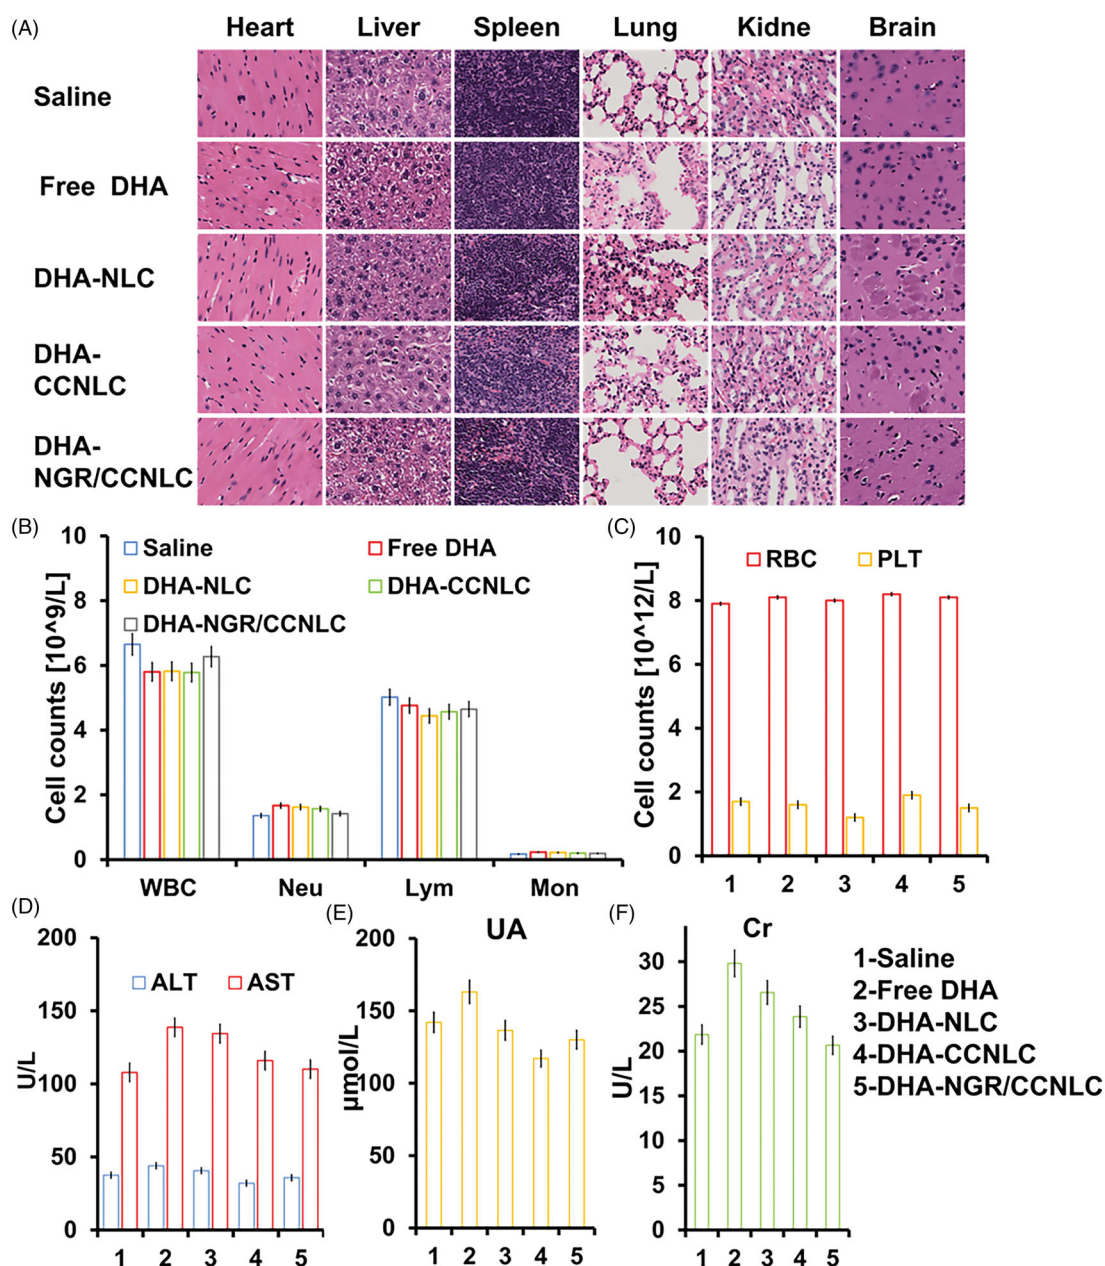 (A)
Heart Liver Spleen Lung Kidne Brain
Saline
Free DHA
DHA-NLC
DHA-
CCNLC
DHA-
NGR/CCNLC
(B)
Cell counts [10^9/L]
10
8
6
4
2
0
Saline Free DHA
DHA-NLC DHA-CCNLC
DHA-NGR/CCNLC
WBC Neu Lym Mon
(C)
Cell counts [10^12/L]
10
8
6
4
2
0
RBC PLT
1 2 3 4 5
(D)
U/L
200
150
100
50
0
ALT AST
1 2 3 4 5
(E)
UA
µmol/L
200
150
100
50
0
1 2 3 4 5
(F)
Cr
U/L
30
25
20
15
10
5
0
1 2 3 4 5
1-Saline
2-Free DHA
3-DHA-NLC
4-DHA-CCNLC
5-DHA-NGR/CCNLC